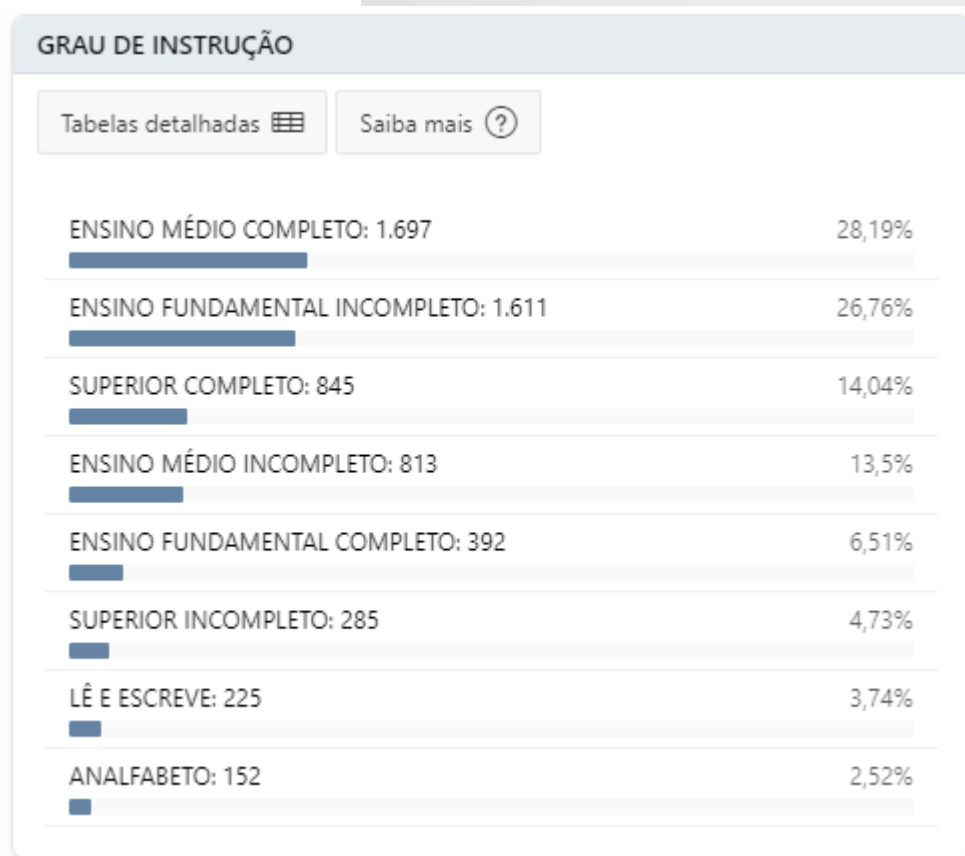 GRAU DE INSTRUÇÃO
Tabelas detalhadas Saiba mais ?
ENSINO MÉDIO COMPLETO: 1.697 28,19%
ENSINO FUNDAMENTAL INCOMPLETO: 1.611 26,76%
SUPERIOR COMPLETO: 845 14,04%
ENSINO MÉDIO INCOMPLETO: 813 13,5%
ENSINO FUNDAMENTAL COMPLETO: 392 6,51%
SUPERIOR INCOMPLETO: 285 4,73%
LÊ E ESCREVE: 225 3,74%
ANALFABETO: 152 2,52%